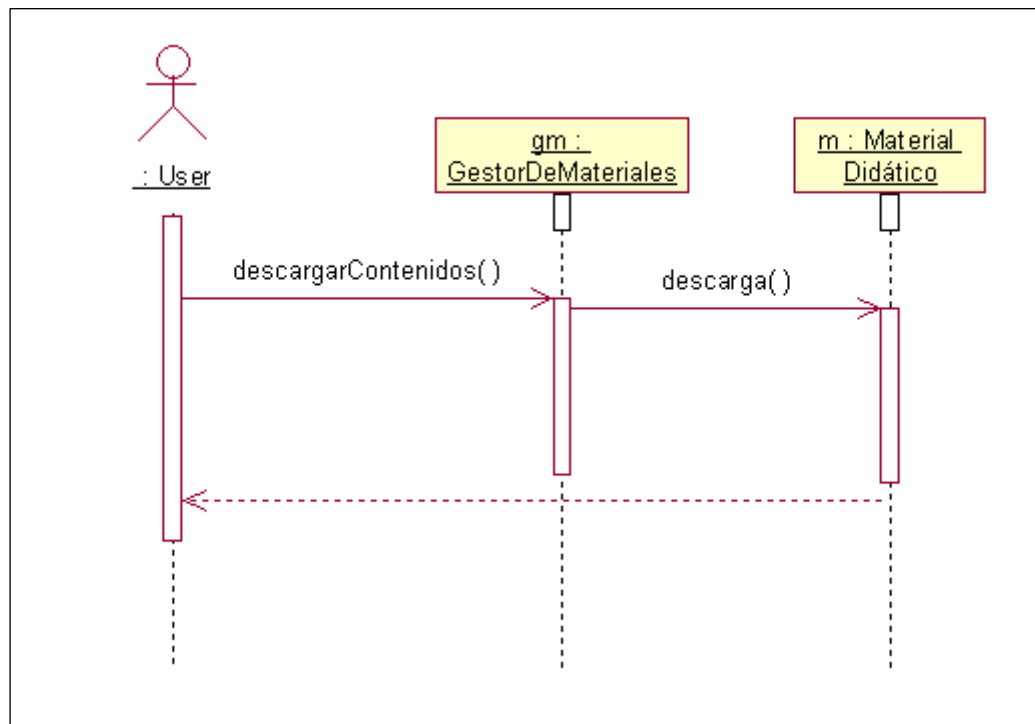 : User
gm :
GestorDeMateriales
m : Material
Didático
descargarContenidos( )
descarga( )